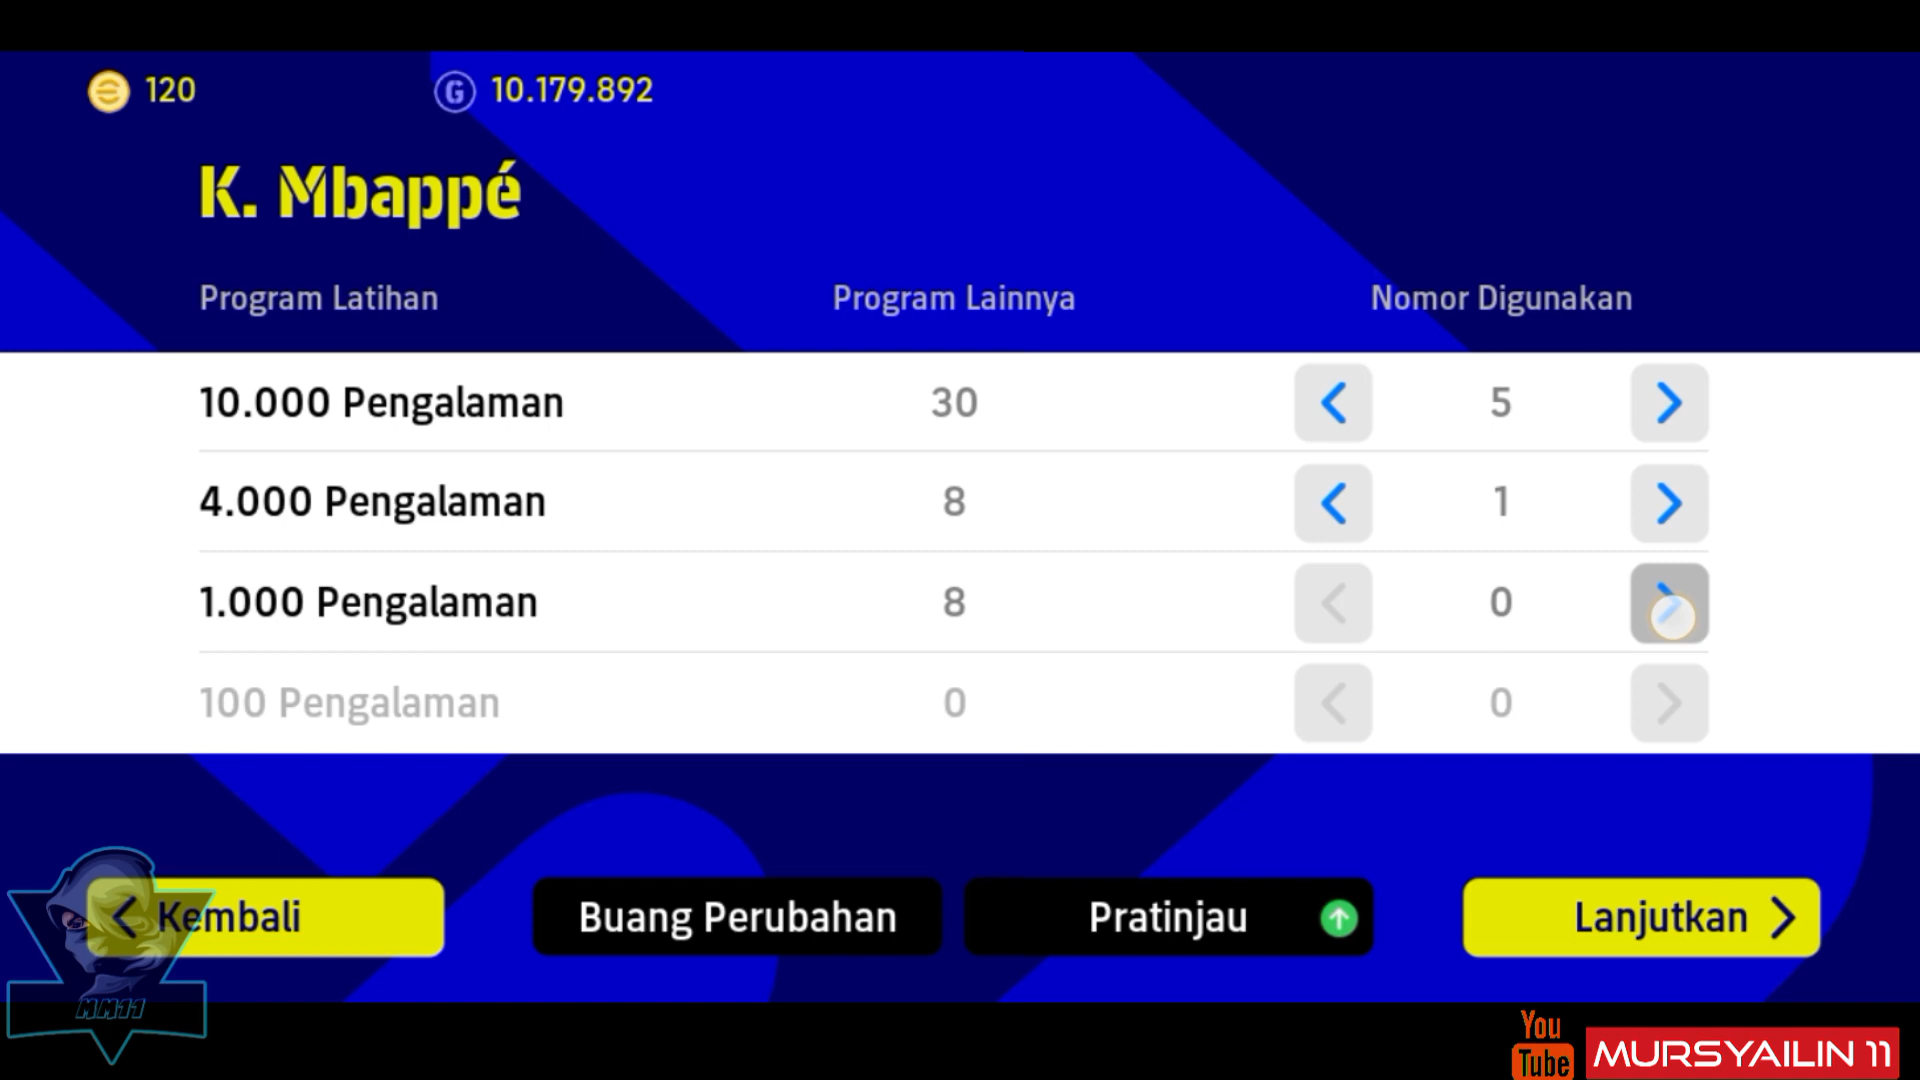 120
G 10.179.892
K. Mbappé
Program Latihan Program Lainnya Nomor Digunakan
10.000 Pengalaman 30 5
4.000 Pengalaman 8 1
1.000 Pengalaman 8 0
100 Pengalaman 0 0
Kembali Buang Perubahan Pratinjau Lanjutkan
MM11
You
Tube MURSYAILIN 11